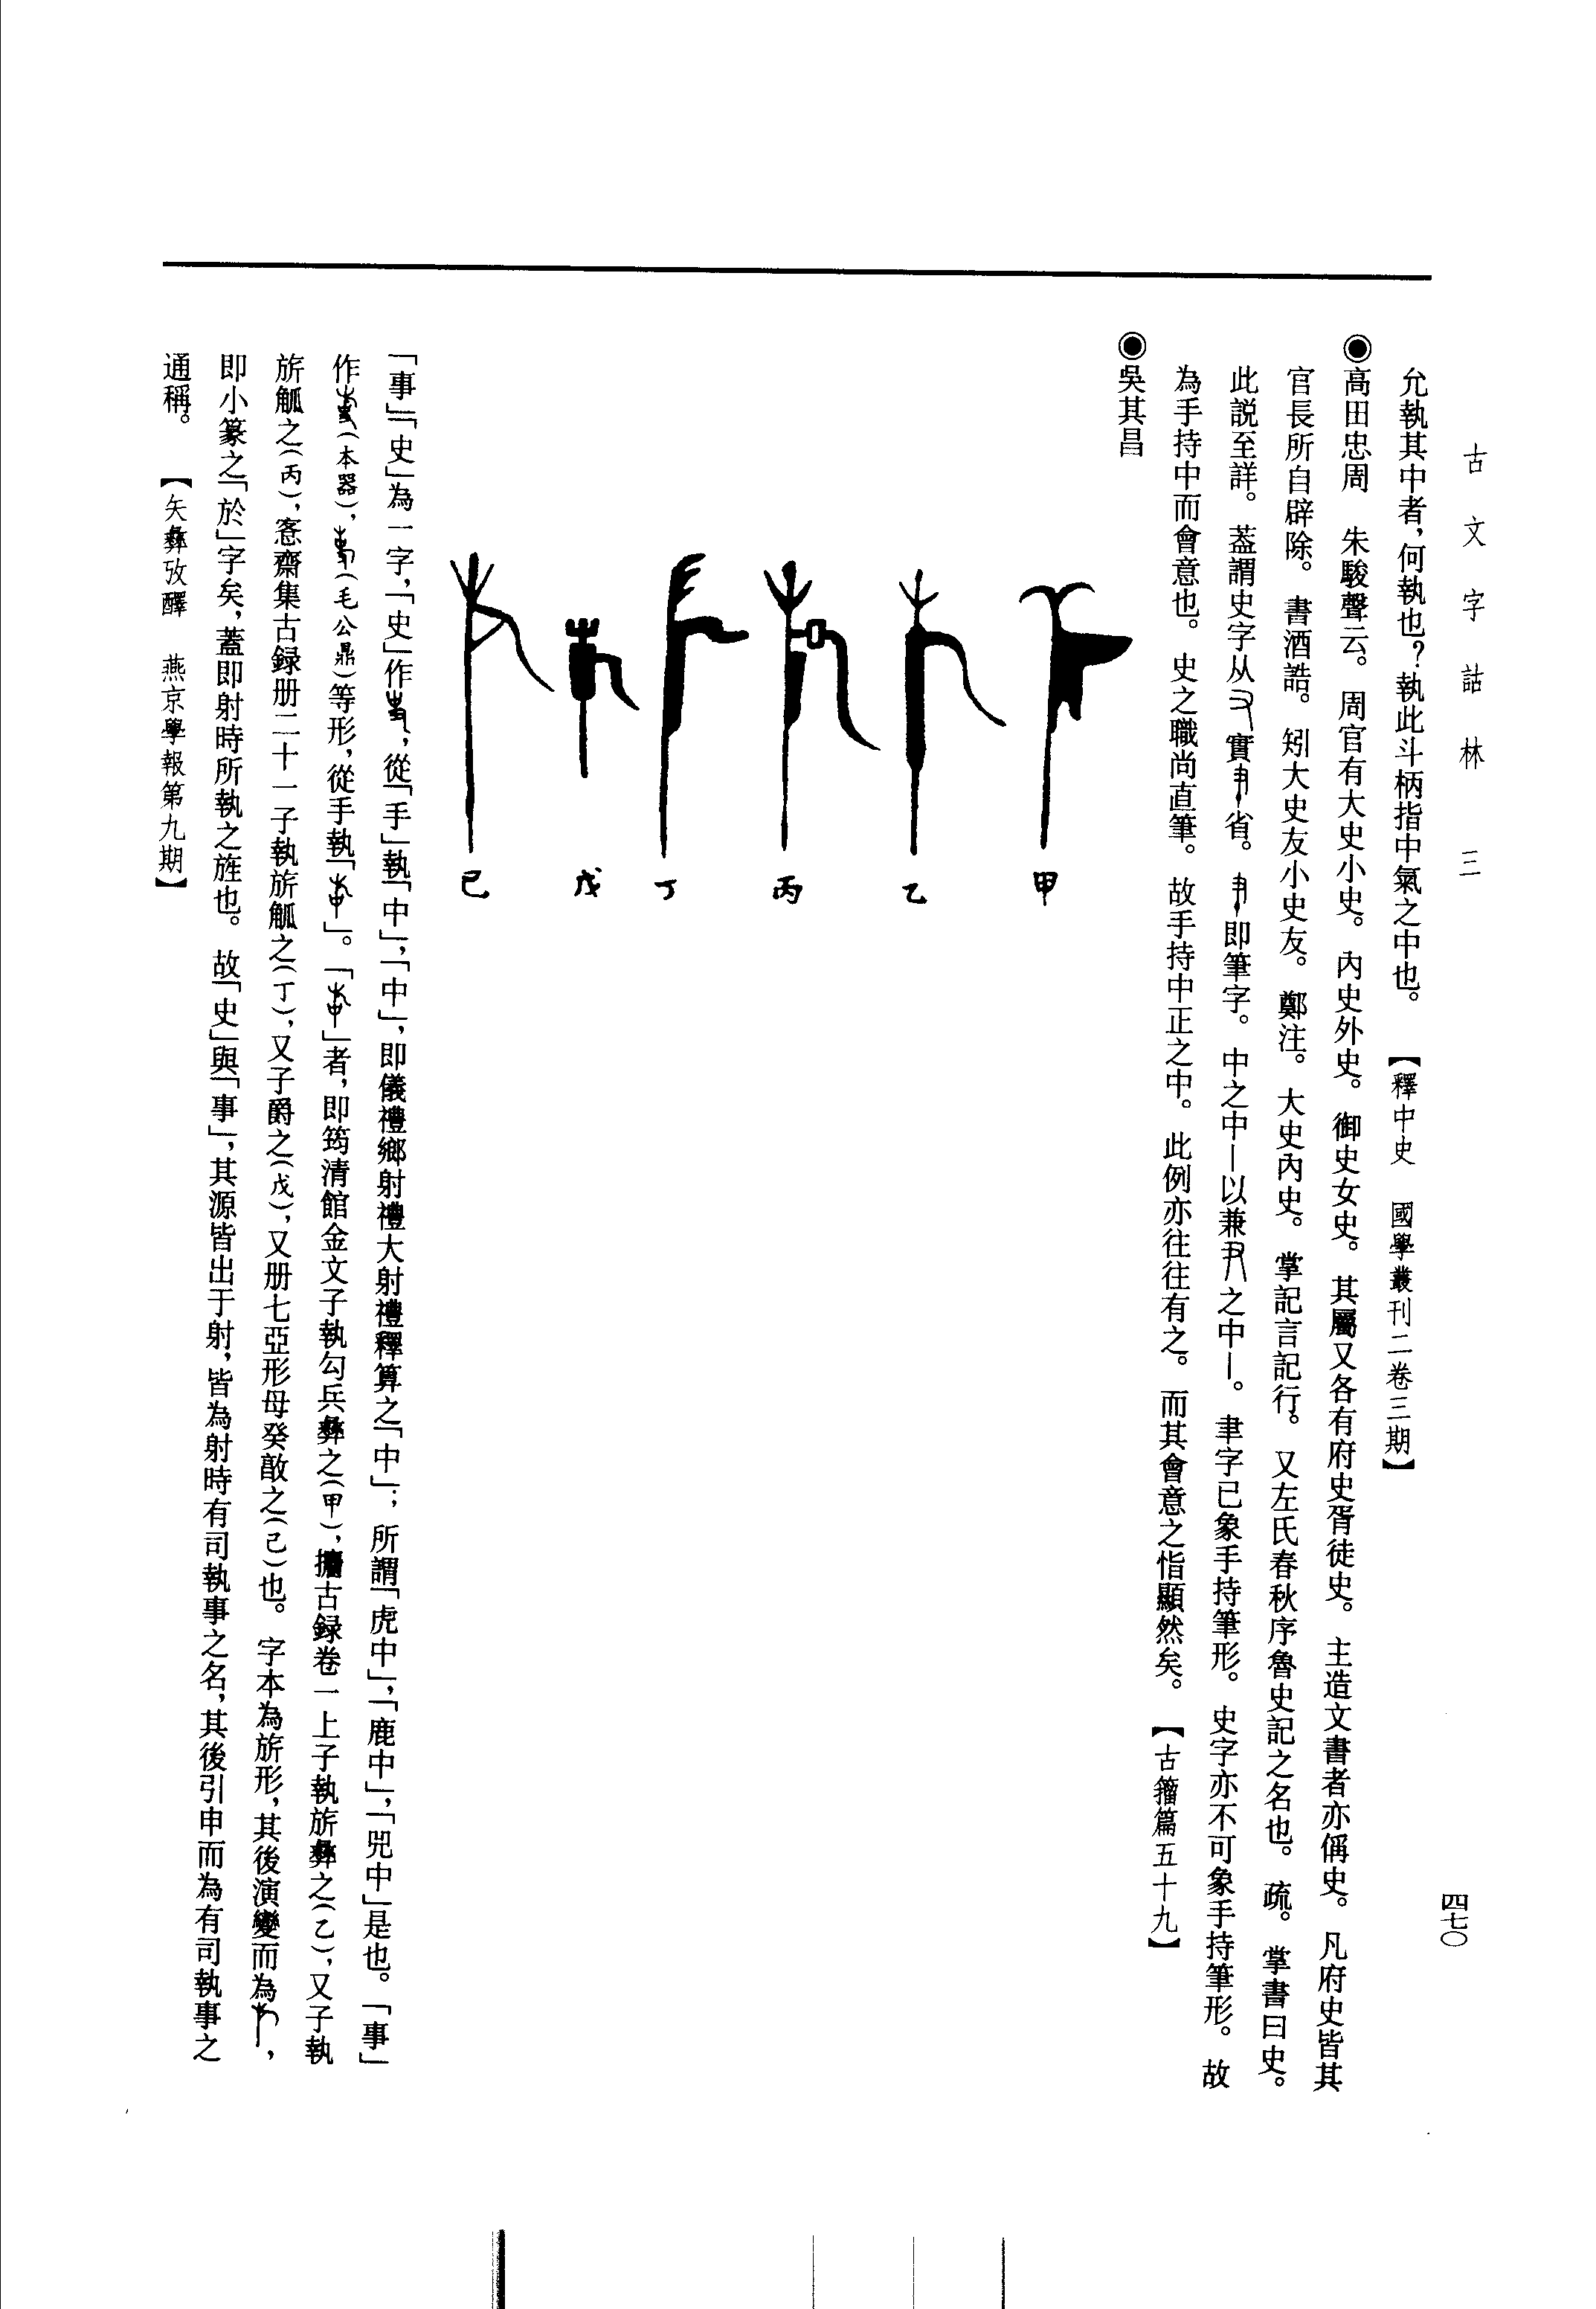 古文字詁林 三
四七〇
允執其中者，何執也？執此斗柄指中氣之中也。 【釋中史 國學叢刊二卷三期】
◉高田忠周 朱駿聲云。周官有大史小史。內史外史。御史女史。其屬又各有府史胥徒史。主造文書者亦偁史。凡府史皆其
官長所自辟除。書酒誥。矧大史友小史友。鄭注。大史內史。掌記言記行。又左氏春秋序魯史記之名也。疏。掌書曰史。
此説至詳。葢謂史字从 實 省。 即筆字。中之中丨以兼 之中丨。聿字已象手持筆形。史字亦不可象手持筆形。故
為手持中而會意也。史之職尚直筆。故手持中正之中。此例亦往往有之。而其會意之恉顯然矣。 【古籀篇五十九】
◉吳其昌
甲
乙
丙
丁
戊
己
「事」「史」為一字，「史」作 ，從「手」執「中」，「中」，即儀禮鄉射禮大射禮釋算之「中」；所謂「虎中」，「鹿中」，「兕中」是也。「事」
作 （本器）， （毛公鼎）等形，從手執「 」。「 」者，即筠清館金文子執勾兵彝之（甲），攈古録卷一上子執旂彝之（乙），又子執
旂觚之（丙），愙齋集古録册二十一子執旂觚之（丁），又子爵之（戊），又册七亞形母癸敢之（己）也。字本為旂形，其後演變而為 ，
即小篆之「㫃」字矣，蓋即射時所執之旌也。故「史」與「事」，其源皆出于射，皆為射時有司執事之名，其後引申而為有司執事之
通稱。 【矢彝攷釋 燕京學報第九期】